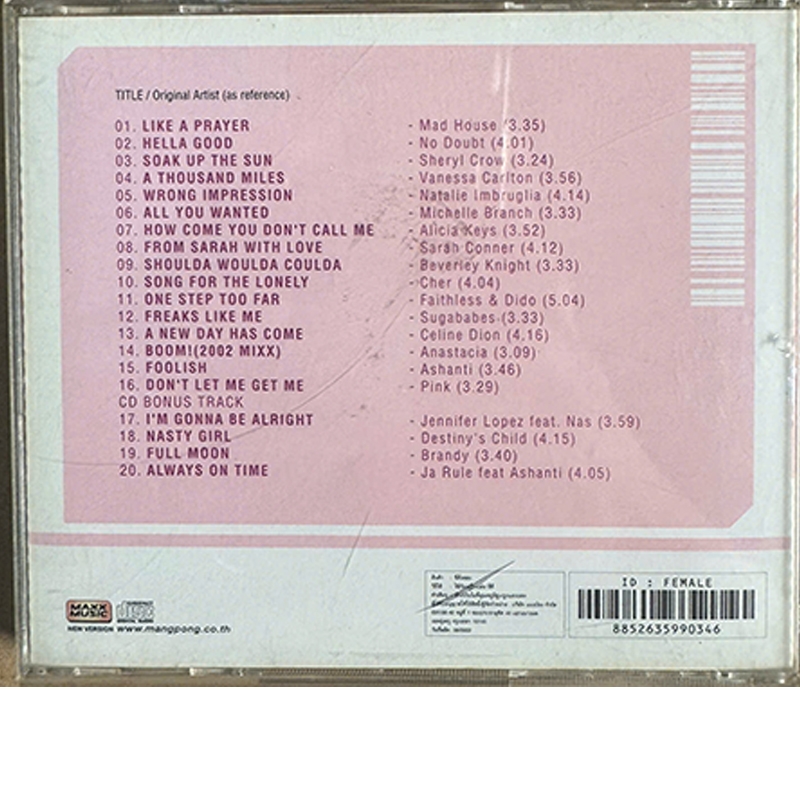 TITLE / Original Artist (as reference)
01. LIKE A PRAYER - Mad House (3.35)
02. HELLA GOOD - No Doubt (4.01)
03. SOAK UP THE SUN - Sheryl Crow (3.24)
04. A THOUSAND MILES - Vanessa Carlton (3.56)
05. WRONG IMPRESSION - Natalie Imbruglia (4.14)
06. ALL YOU WANTED - Michelle Branch (3.33)
07. HOW COME YOU DON'T CALL ME - Alicia Keys (3.52)
08. FROM SARAH WITH LOVE - Sarah Conner (4.12)
09. SHOULDA WOULDA COULDA - Beverley Knight (3.33)
10. SONG FOR THE LONELY - Cher (4.04)
11. ONE STEP TOO FAR - Faithless & Dido (5.04)
12. FREAKS LIKE ME - Sugababes (3.33)
13. A NEW DAY HAS COME - Celine Dion (4.16)
14. BOOM!(2002 MIXX) - Anastacia (3.09)
15. FOOLISH - Ashanti (3.46)
16. DON'T LET ME GET ME - Pink (3.29)
CD BONUS TRACK
17. I'M GONNA BE ALRIGHT - Jennifer Lopez feat. Nas (3.59)
18. NASTY GIRL - Destiny's Child (4.15)
19. FULL MOON - Brandy (3.40)
20. ALWAYS ON TIME - Ja Rule feat Ashanti (4.05)
MAXX MUSIC
COMPACT disc DIGITAL AUDIO
NEW VERSION www.mangpong.co.th
ID : FEMALE
8852635990346